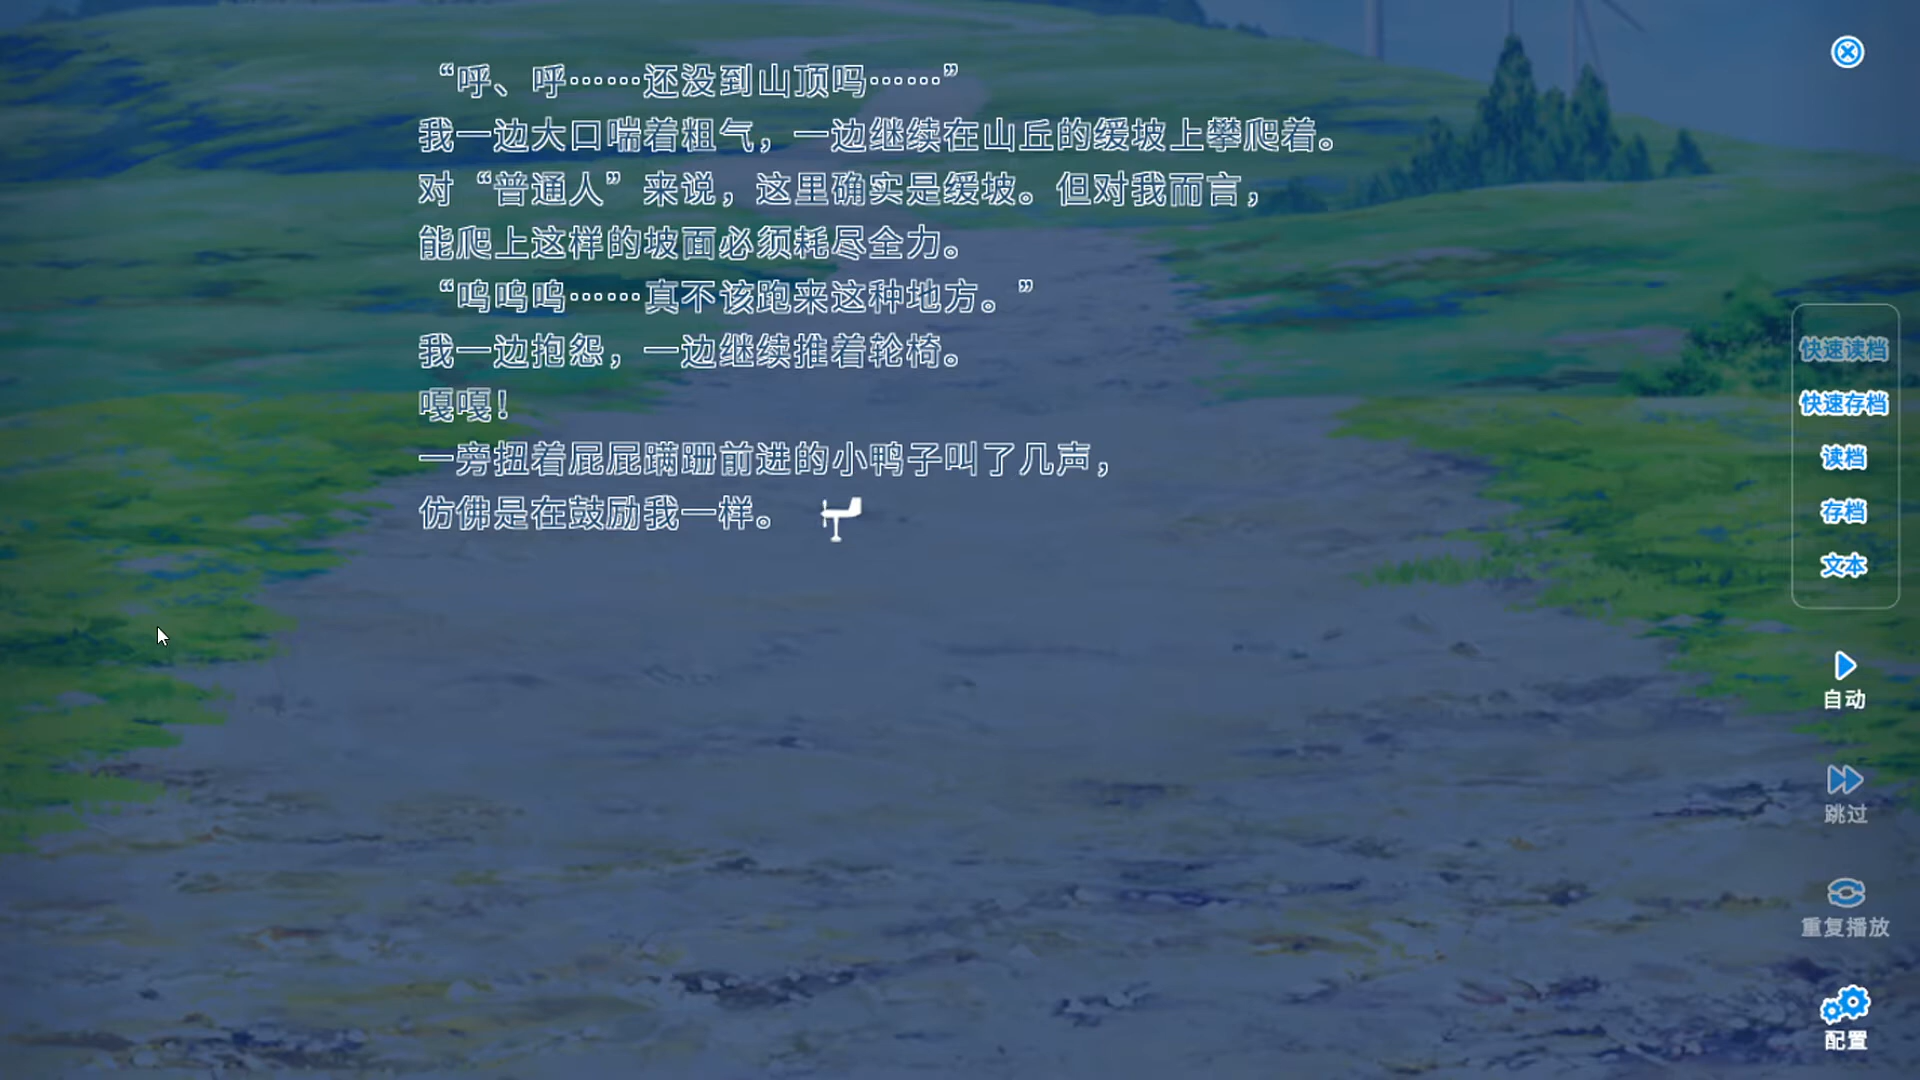 “呼、呼……还没到山顶吗……”
我一边大口喘着粗气，一边继续在山丘的缓坡上攀爬着。
对“普通人”来说，这里确实是缓坡。但对我而言，
能爬上这样的坡面必须耗尽全力。
“呜呜呜……真不该跑来这种地方。”
我一边抱怨，一边继续推着轮椅。
嘎嘎！
一旁扭着屁屁蹒跚前进的小鸭子叫了几声，
仿佛是在鼓励我一样。
快速读档
快速存档
读档
存档
文本
自动
跳过
重复播放
配置